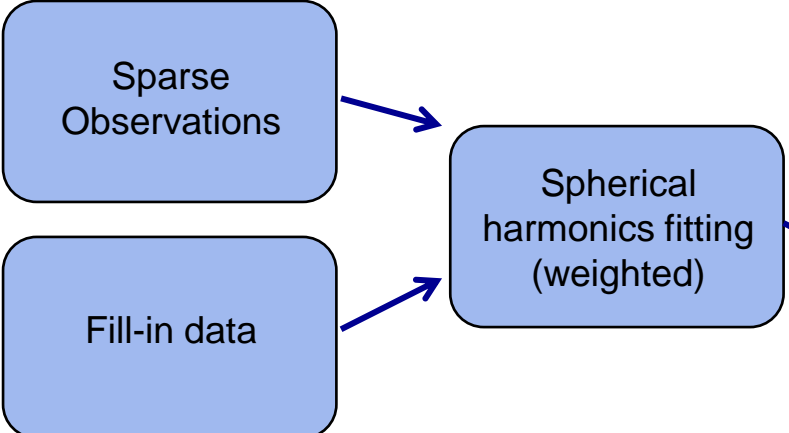 Sparse
Observations
Fill-in data
Spherical
harmonics fitting
(weighted)